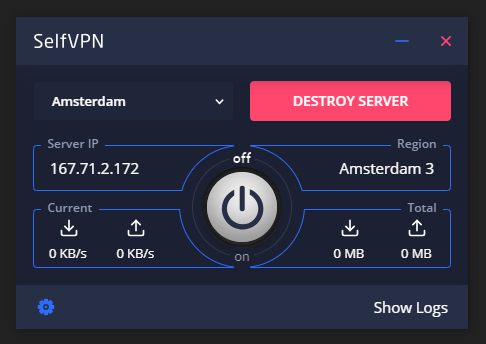 SelfVPN
Amsterdam
DESTROY SERVER
Server IP
Region
off
167.71.2.172
Amsterdam 3
Current
Total
0 KB/s
0 KB/s
0 MB
0 MB
on
Show Logs